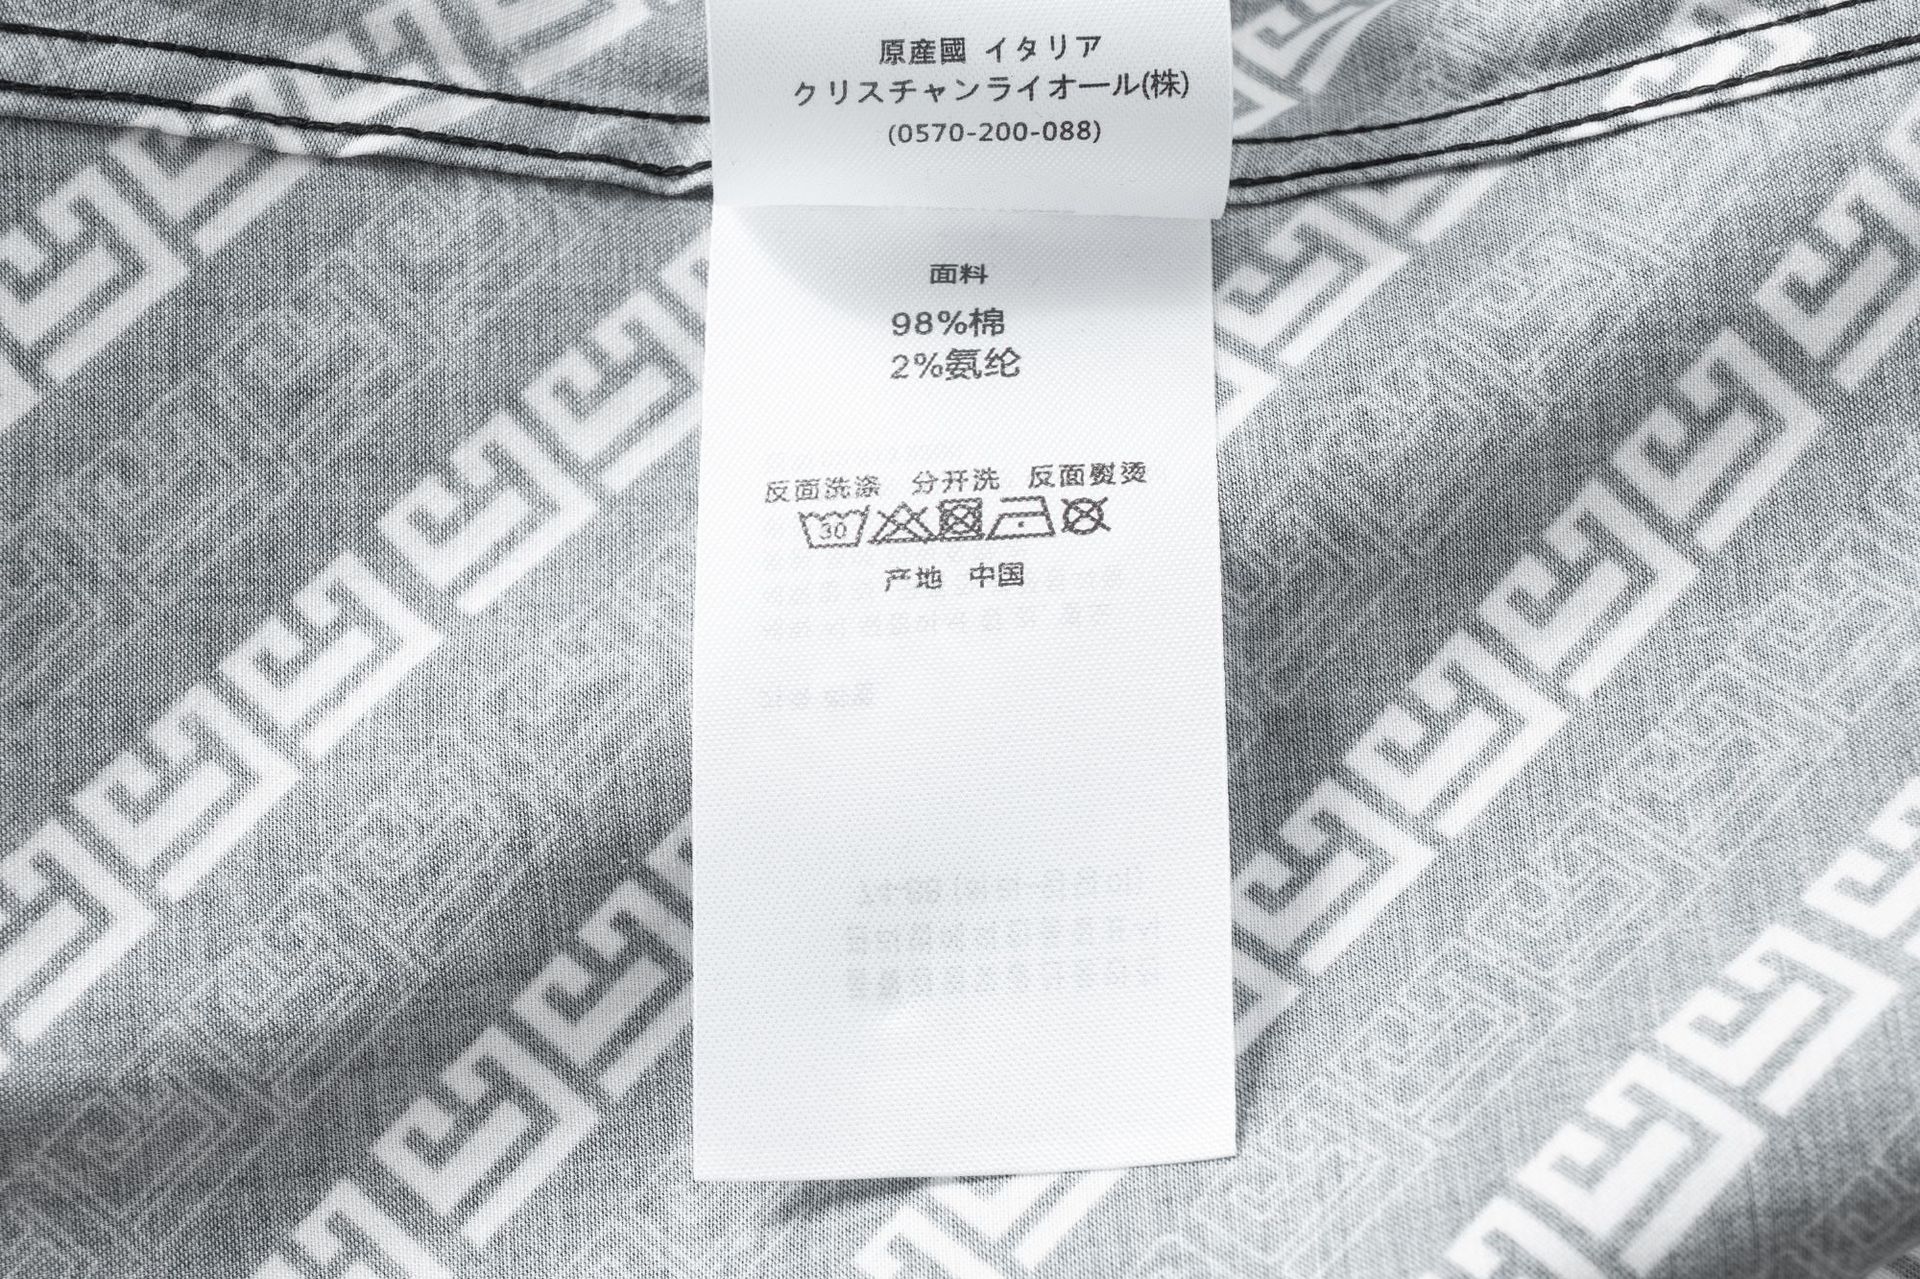 原産國 イタリア
クリスチャンライオール(株)
(0570-200-088)
面料
98%棉
2%氨纶
反面洗涤 分开洗 反面熨烫
30
产地 中国